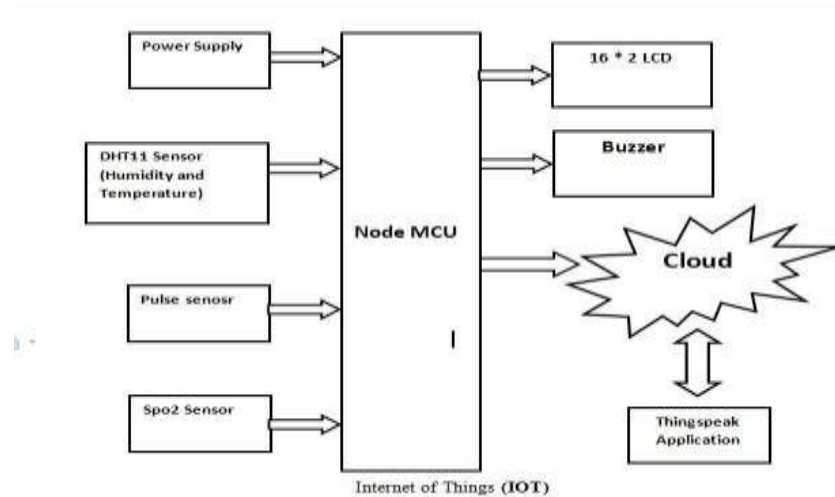 Power Supply
16 * 2 LCD
DHT11 Sensor
(Humidity and
Temperature)
Buzzer
Node MCU
Cloud
Pulse senosr
Spo2 Sensor
Thingspeak
Application
Internet of Things (IOT)